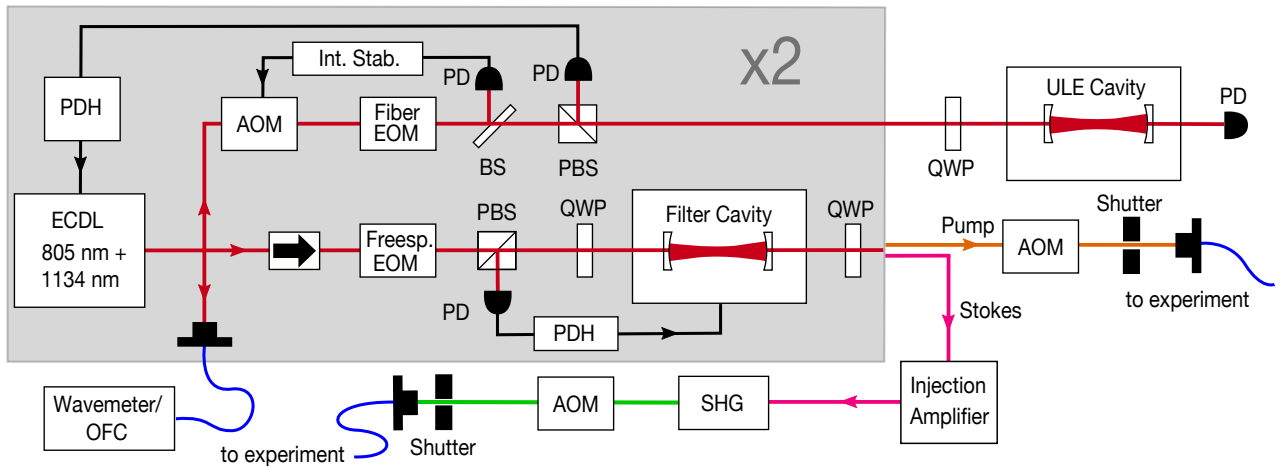 x2
Int. Stab.
PD
PD
ULE Cavity
PD
PDH
AOM
Fiber
EOM
BS
PBS
QWP
ECDL
805 nm +
1134 nm
Freesp.
EOM
PBS
QWP
Filter Cavity
QWP
Pump
AOM
Shutter
to experiment
PD
PDH
Stokes
Wavemeter/
OFC
to experiment
Shutter
AOM
SHG
Injection
Amplifier